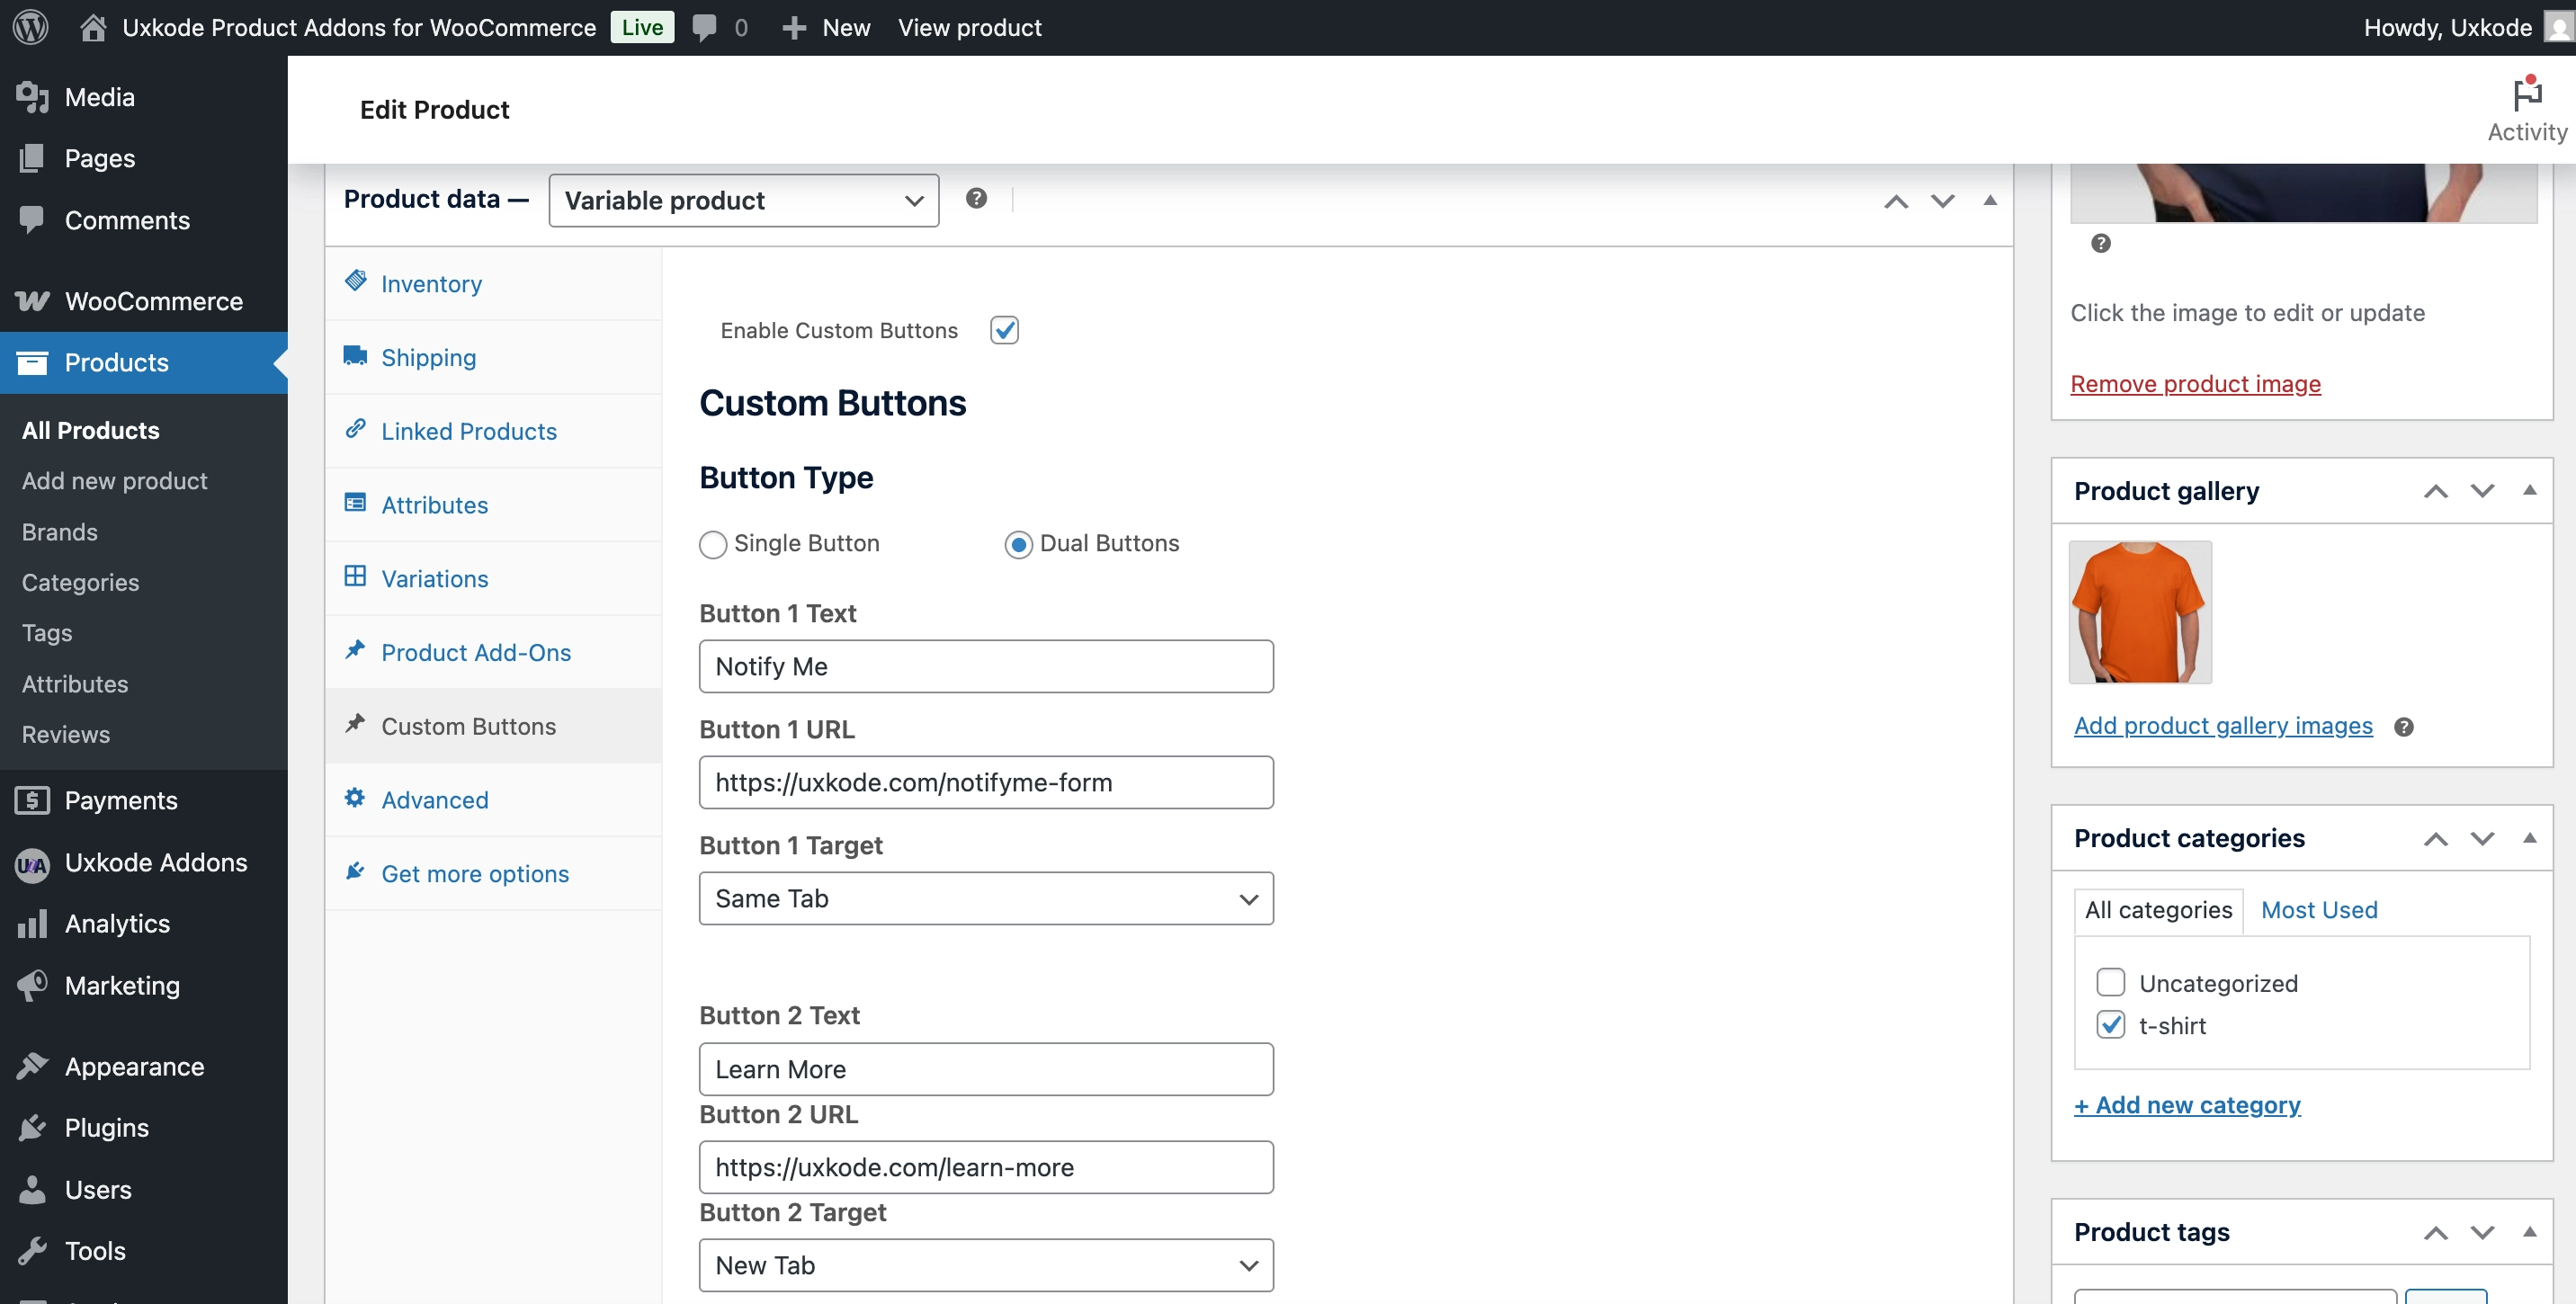 Uxkode Product Addons for WooCommerce Live 0 New View product Howdy, Uxkode
Media
Pages
Comments
WooCommerce
Products
All Products
Add new product
Brands
Categories
Tags
Attributes
Reviews
Payments
UA Uxkode Addons
Analytics
Marketing
Appearance
Plugins
Users
Tools
Edit Product
Activity
Product data — Variable product
Inventory
Shipping
Linked Products
Attributes
Variations
Product Add-Ons
Custom Buttons
Advanced
Get more options
Enable Custom Buttons
Custom Buttons
Button Type
Single Button Dual Buttons
Button 1 Text
Notify Me
Button 1 URL
https://uxkode.com/notifyme-form
Button 1 Target
Same Tab
Button 2 Text
Learn More
Button 2 URL
https://uxkode.com/learn-more
Button 2 Target
New Tab
Click the image to edit or update
Remove product image
Product gallery
Add product gallery images
Product categories
All categories Most Used
Uncategorized
t-shirt
+ Add new category
Product tags